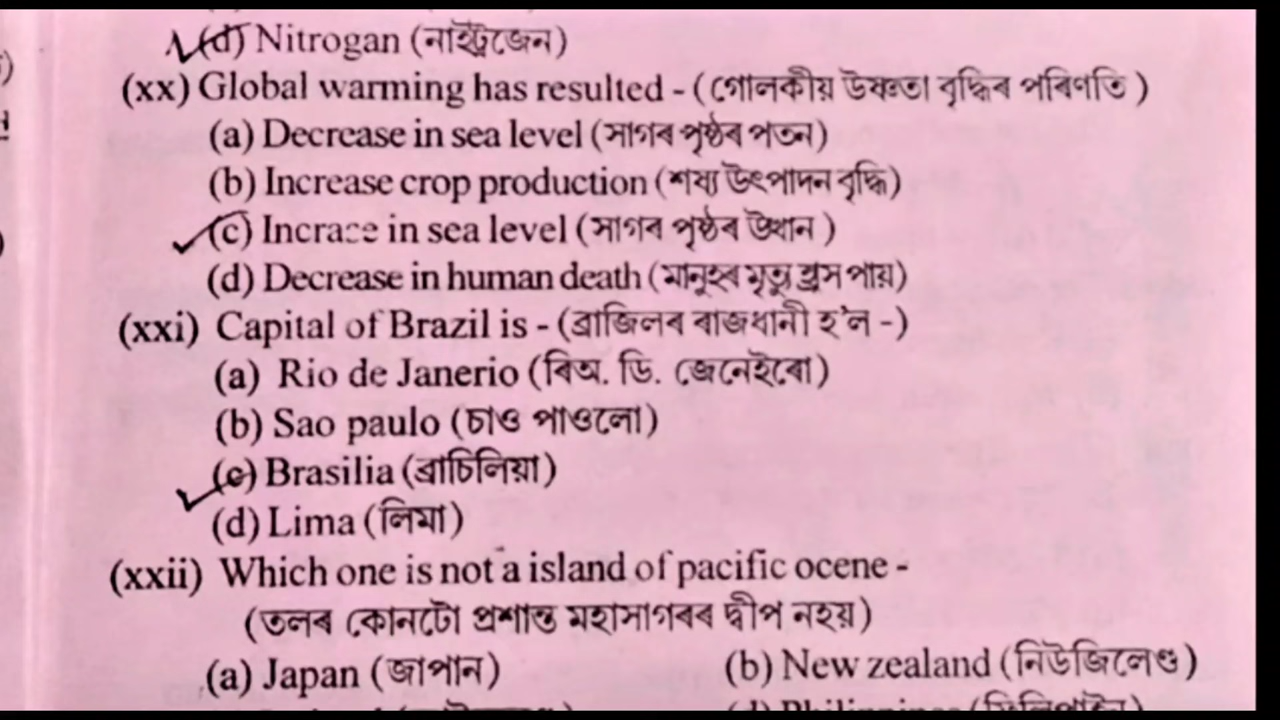 (d) Nitrogan (নাইট্ৰজেন)
(xx) Global warming has resulted - (গোলকীয় উষ্ণতা বৃদ্ধিৰ পৰিণতি )
(a) Decrease in sea level (সাগৰ পৃষ্ঠৰ পতন)
(b) Increase crop production (শষ্য উৎপাদন বৃদ্ধি)
(c) Incrase in sea level (সাগৰ পৃষ্ঠৰ উত্থান )
(d) Decrease in human death (মানুহৰ মৃত্যু হ্ৰাস পায়)
(xxi) Capital of Brazil is - (ব্ৰাজিলৰ ৰাজধানী হ'ল -)
(a) Rio de Janerio (ৰিঅ. ডি. জেনেইৰো)
(b) Sao paulo (চাও পাওলো)
(c) Brasilia (ব্ৰাচিলিয়া)
(d) Lima (লিমা)
(xxii) Which one is not a island of pacific ocene -
(তলৰ কোনটো প্ৰশান্ত মহাসাগৰৰ দ্বীপ নহয়)
(a) Japan (জাপান) (b) New zealand (নিউজিলেণ্ড)
(d) Philippines (ফিলিপাইন)